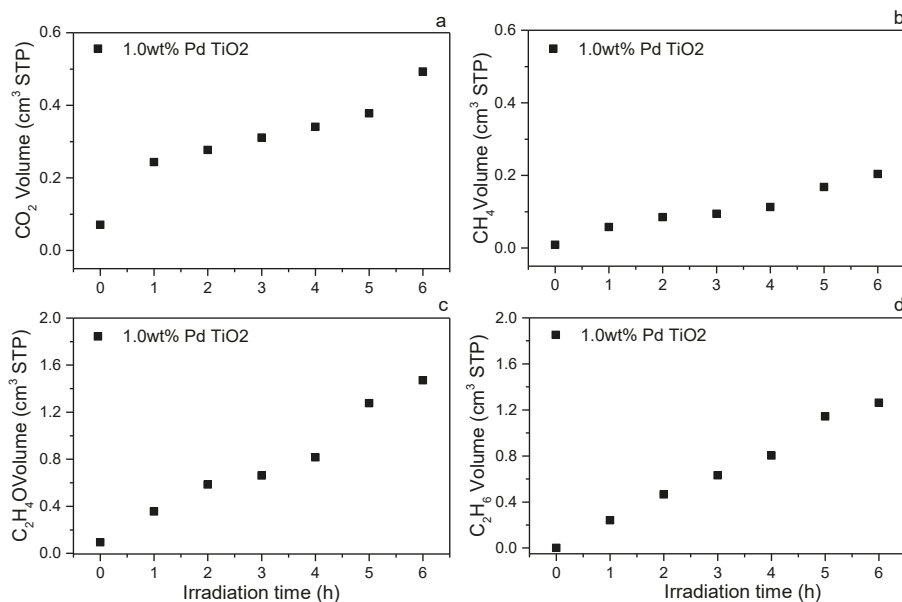 a
1.0wt% Pd TiO2
CO2 Volume (cm3 STP)
0.6
0.4
0.2
0.0
0 1 2 3 4 5 6
b
1.0wt% Pd TiO2
CH4Volume (cm3 STP)
0.6
0.4
0.2
0.0
0 1 2 3 4 5 6
c
1.0wt% Pd TiO2
C2H4OVolume (cm3 STP)
2.0
1.6
1.2
0.8
0.4
0.0
0 1 2 3 4 5 6
Irradiation time (h)
d
1.0wt% Pd TiO2
C2H6 Volume (cm3 STP)
2.0
1.6
1.2
0.8
0.4
0.0
0 1 2 3 4 5 6
Irradiation time (h)